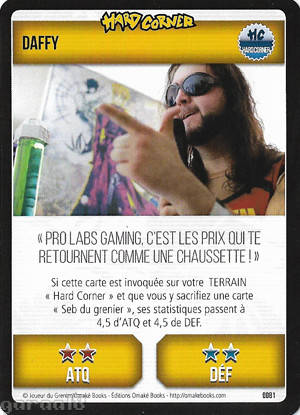 HARD CORNER
DAFFY
HC
HARDCORNER
« PRO LABS GAMING, C'EST LES PRIX QUI TE
RETOURNENT COMME UNE CHAUSSETTE ! »
Si cette carte est invoquée sur votre TERRAIN
« Hard Corner » et que vous y sacrifiez une carte
« Seb du grenier », ses statistiques passent à
4,5 d'ATQ et 4,5 de DEF.
ATQ
DEF
© Joueur du Grenier/Omaké Books - Éditions Omaké Books - http://omakebooks.com/
0081